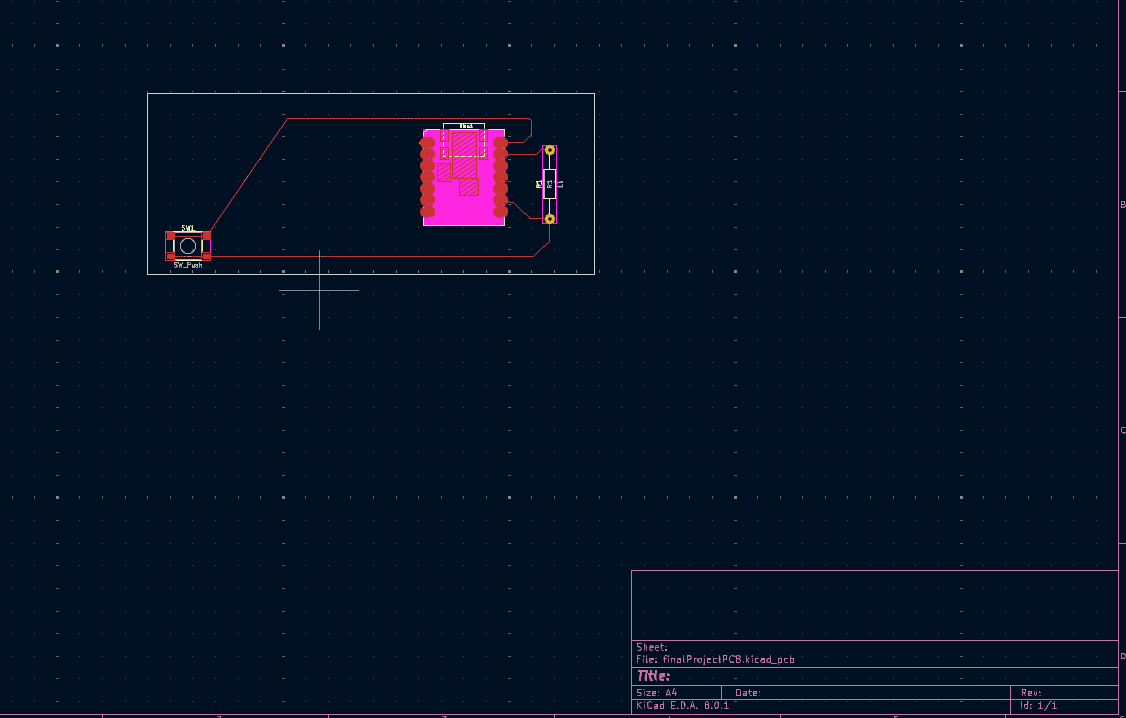 SW1
SW_Push
R1
B
C
D
Sheet:
File: finalProjectPCB.kicad_pcb
Title:
Size: A4
Date:
Rev:
KiCad E.D.A. 8.0.1
Id: 1/1